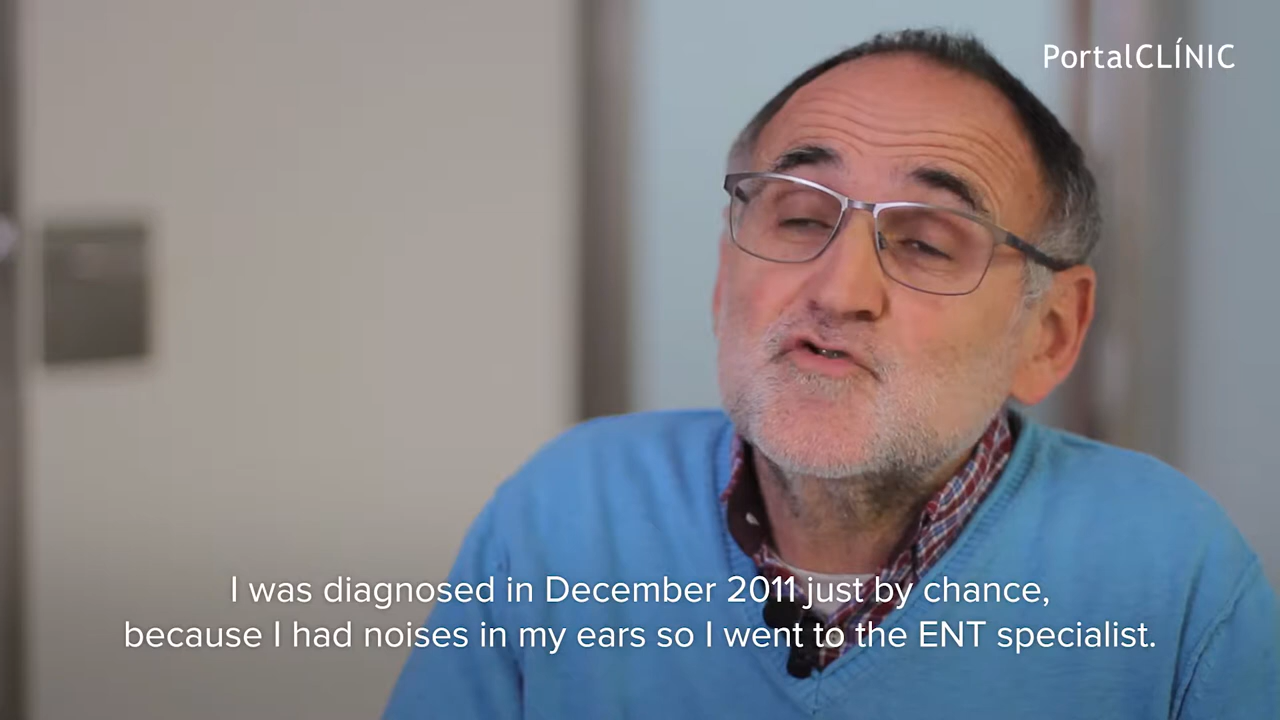 PortalCLÍNIC
I was diagnosed in December 2011 just by chance,
because I had noises in my ears so I went to the ENT specialist.